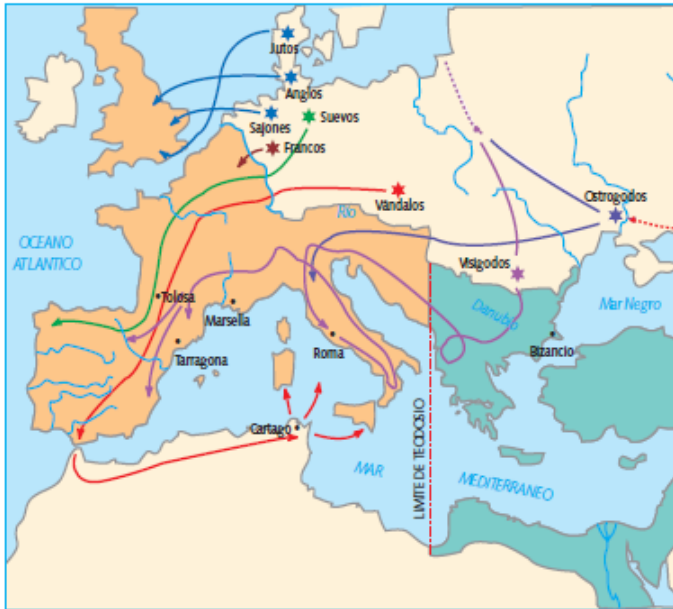 Jutos
Anglos
Sajones
Suevos
Francos
Vándalos
Río
Ostrogodos
OCEANO
ATLANTICO
Visigodos
Tolosa
Danubio
Mar Negro
Marsella
Tarragona
Roma
Bizancio
Cartago
LIMITE DE TEODOSIO
MAR
MEDITERRANEO